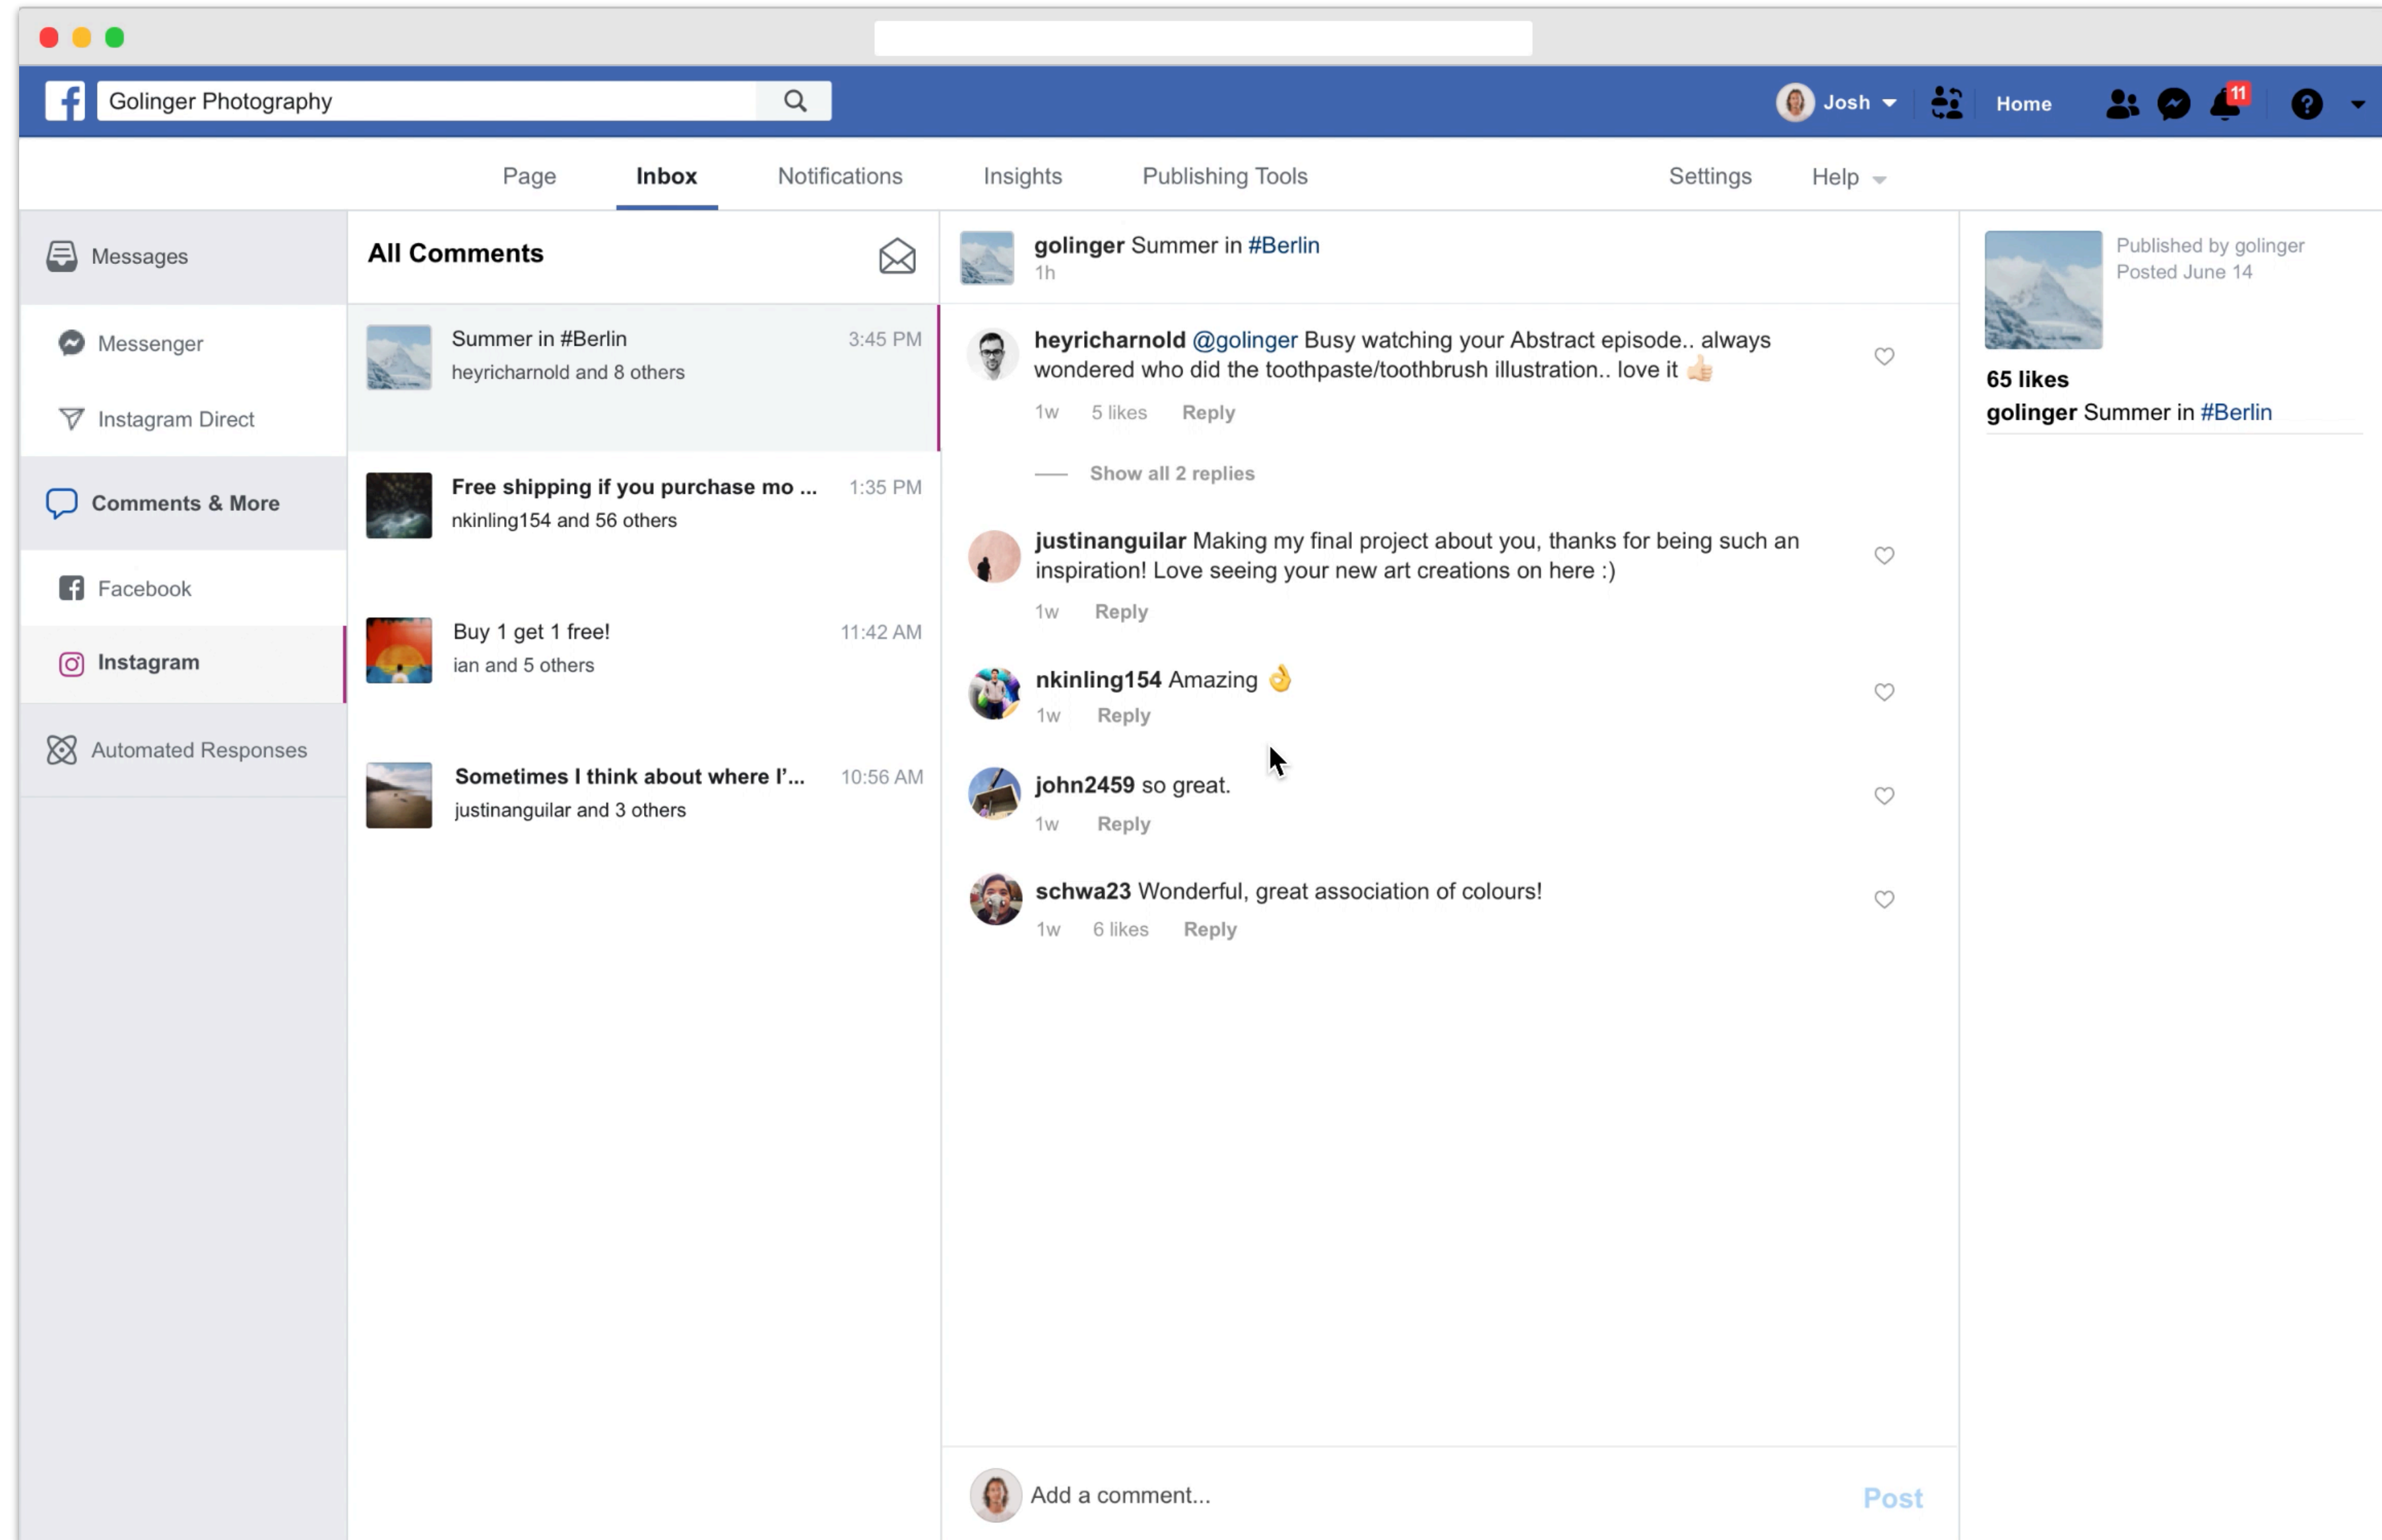 Golinger Photography
Josh
Home
11
Page
Inbox
Notifications
Insights
Publishing Tools
Settings
Help
Messages
Messenger
Instagram Direct
Comments & More
Facebook
Instagram
Automated Responses
All Comments
Summer in #Berlin 3:45 PM
heyricharnold and 8 others
Free shipping if you purchase mo ... 1:35 PM
nkinling154 and 56 others
Buy 1 get 1 free! 11:42 AM
ian and 5 others
Sometimes I think about where I’... 10:56 AM
justinanguilar and 3 others
golinger Summer in #Berlin
1h
heyricharnold @golinger Busy watching your Abstract episode.. always
wondered who did the toothpaste/toothbrush illustration.. love it 👍🏻
1w 5 likes Reply
Show all 2 replies
justinanguilar Making my final project about you, thanks for being such an
inspiration! Love seeing your new art creations on here :)
1w Reply
nkinling154 Amazing 👌
1w Reply
john2459 so great.
1w Reply
schwa23 Wonderful, great association of colours!
1w 6 likes Reply
Add a comment...
Post
Published by golinger
Posted June 14
65 likes
golinger Summer in #Berlin